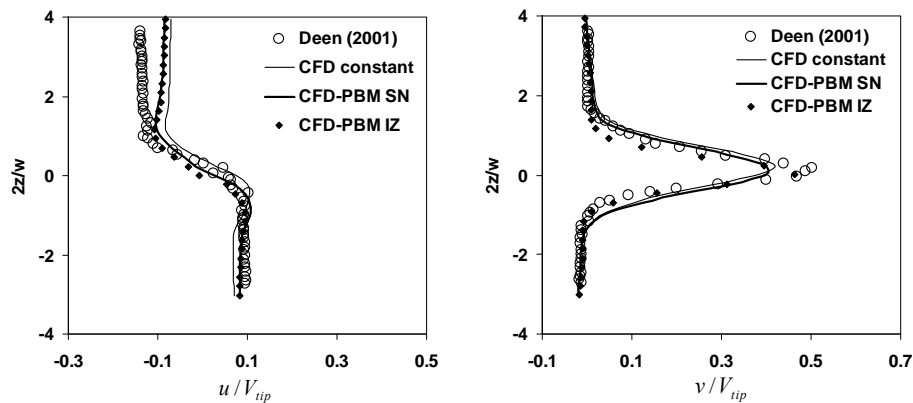 4
2
0
-2
-4
2z/w
Deen (2001)
CFD constant
CFD-PBM SN
CFD-PBM IZ
-0.3
-0.1
0.1
0.3
0.5
u/V_tip
4
2
0
-2
-4
2z/w
Deen (2001)
CFD constant
CFD-PBM SN
CFD-PBM IZ
-0.1
0.1
0.3
0.5
0.7
v/V_tip